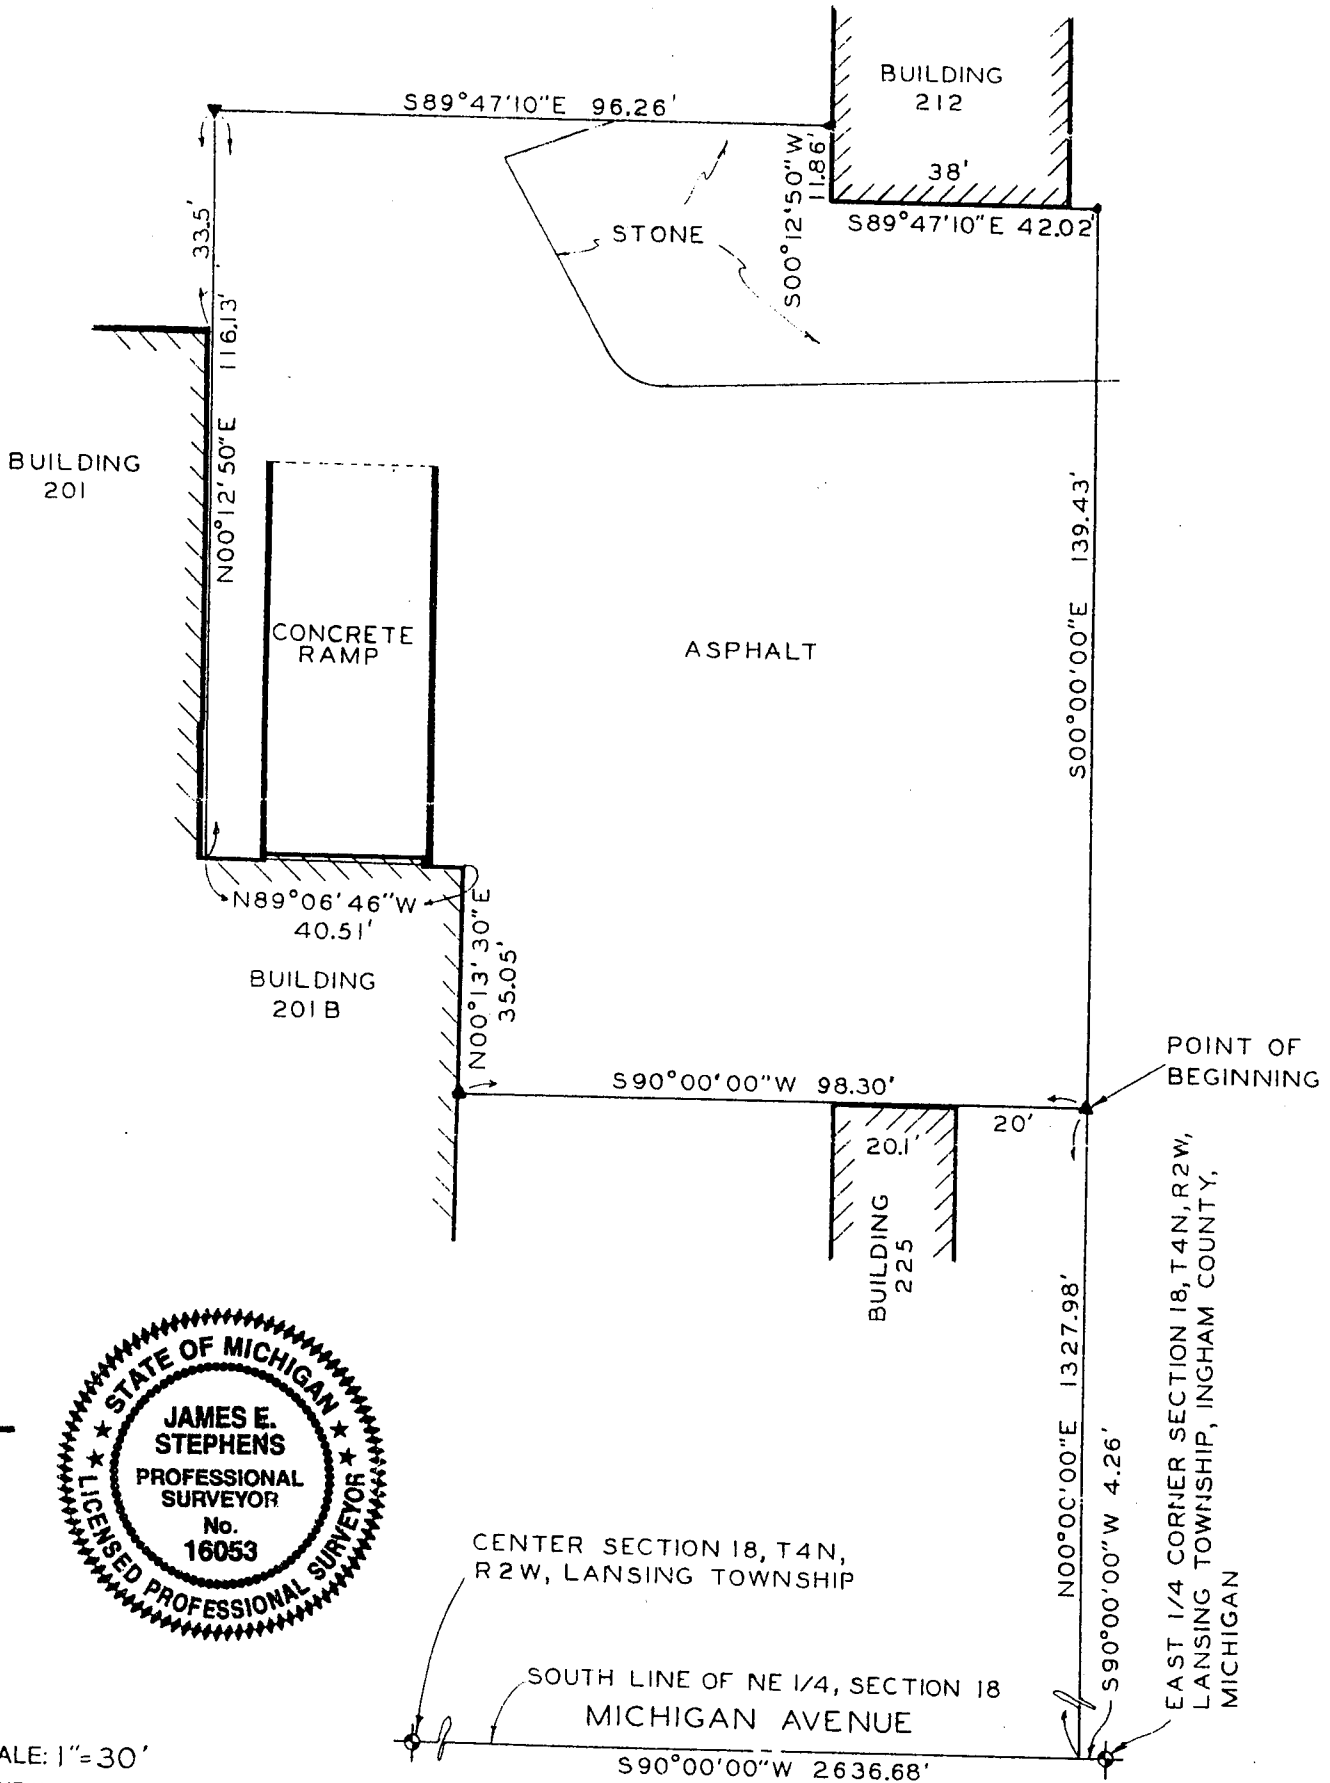 BUILDING
212
S89°47'10"E 96.26'
38'
S00°12'50"W
11.86'
S89°47'10"E 42.02'
33.5'
STONE
N00°12'50"E 116.13'
BUILDING
201
CONCRETE
RAMP
ASPHALT
S00°00'00"E 139.43'
N89°06'46"W
40.51'
N00°13'30"E
35.05'
BUILDING
201B
POINT OF
BEGINNING
S90°00'00"W 98.30'
20'
20.1'
BUILDING
225
N00°00'00"E 1327.98'
S90°00'00"W 4.26'
EAST 1/4 CORNER SECTION 18, T4N, R2W,
LANSING TOWNSHIP, INGHAM COUNTY,
MICHIGAN
STATE OF MICHIGAN
JAMES E.
STEPHENS
PROFESSIONAL
SURVEYOR
No.
16053
LICENSED PROFESSIONAL SURVEYOR
CENTER SECTION 18, T4N,
R2W, LANSING TOWNSHIP
SOUTH LINE OF NE 1/4, SECTION 18
MICHIGAN AVENUE
S90°00'00"W 2636.68'
ALE: 1"=30'